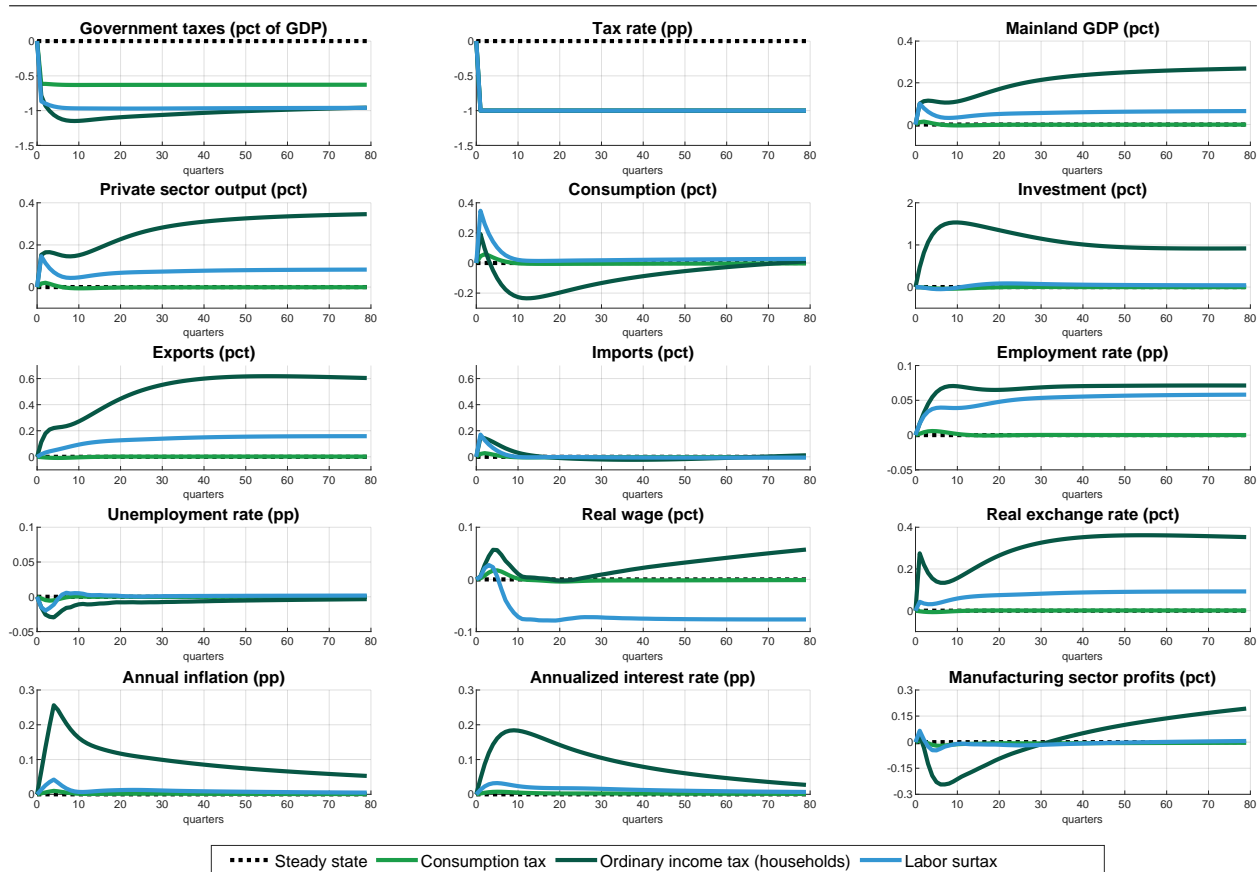 Government taxes (pct of GDP)
0
-0.5
-1
-1.5
0 10 20 30 40 50 60 70 80
quarters
Tax rate (pp)
0
-0.5
-1
-1.5
0 10 20 30 40 50 60 70 80
quarters
Mainland GDP (pct)
0.4
0.2
0
0 10 20 30 40 50 60 70 80
quarters
Private sector output (pct)
0.4
0.2
0
0 10 20 30 40 50 60 70 80
quarters
Consumption (pct)
0.4
0.2
0
-0.2
0 10 20 30 40 50 60 70 80
quarters
Investment (pct)
2
1
0
0 10 20 30 40 50 60 70 80
quarters
Exports (pct)
0.6
0.4
0.2
0
0 10 20 30 40 50 60 70 80
quarters
Imports (pct)
0.6
0.4
0.2
0
0 10 20 30 40 50 60 70 80
quarters
Employment rate (pp)
0.1
0.05
0
-0.05
0 10 20 30 40 50 60 70 80
quarters
Unemployment rate (pp)
0.1
0.05
0
-0.05
0 10 20 30 40 50 60 70 80
quarters
Real wage (pct)
0.1
0
-0.1
0 10 20 30 40 50 60 70 80
quarters
Real exchange rate (pct)
0.4
0.2
0
0 10 20 30 40 50 60 70 80
quarters
Annual inflation (pp)
0.3
0.2
0.1
0
0 10 20 30 40 50 60 70 80
quarters
Annualized interest rate (pp)
0.3
0.2
0.1
0
0 10 20 30 40 50 60 70 80
quarters
Manufacturing sector profits (pct)
0.3
0.15
0
-0.15
-0.3
0 10 20 30 40 50 60 70 80
quarters
Steady state Consumption tax Ordinary income tax (households) Labor surtax